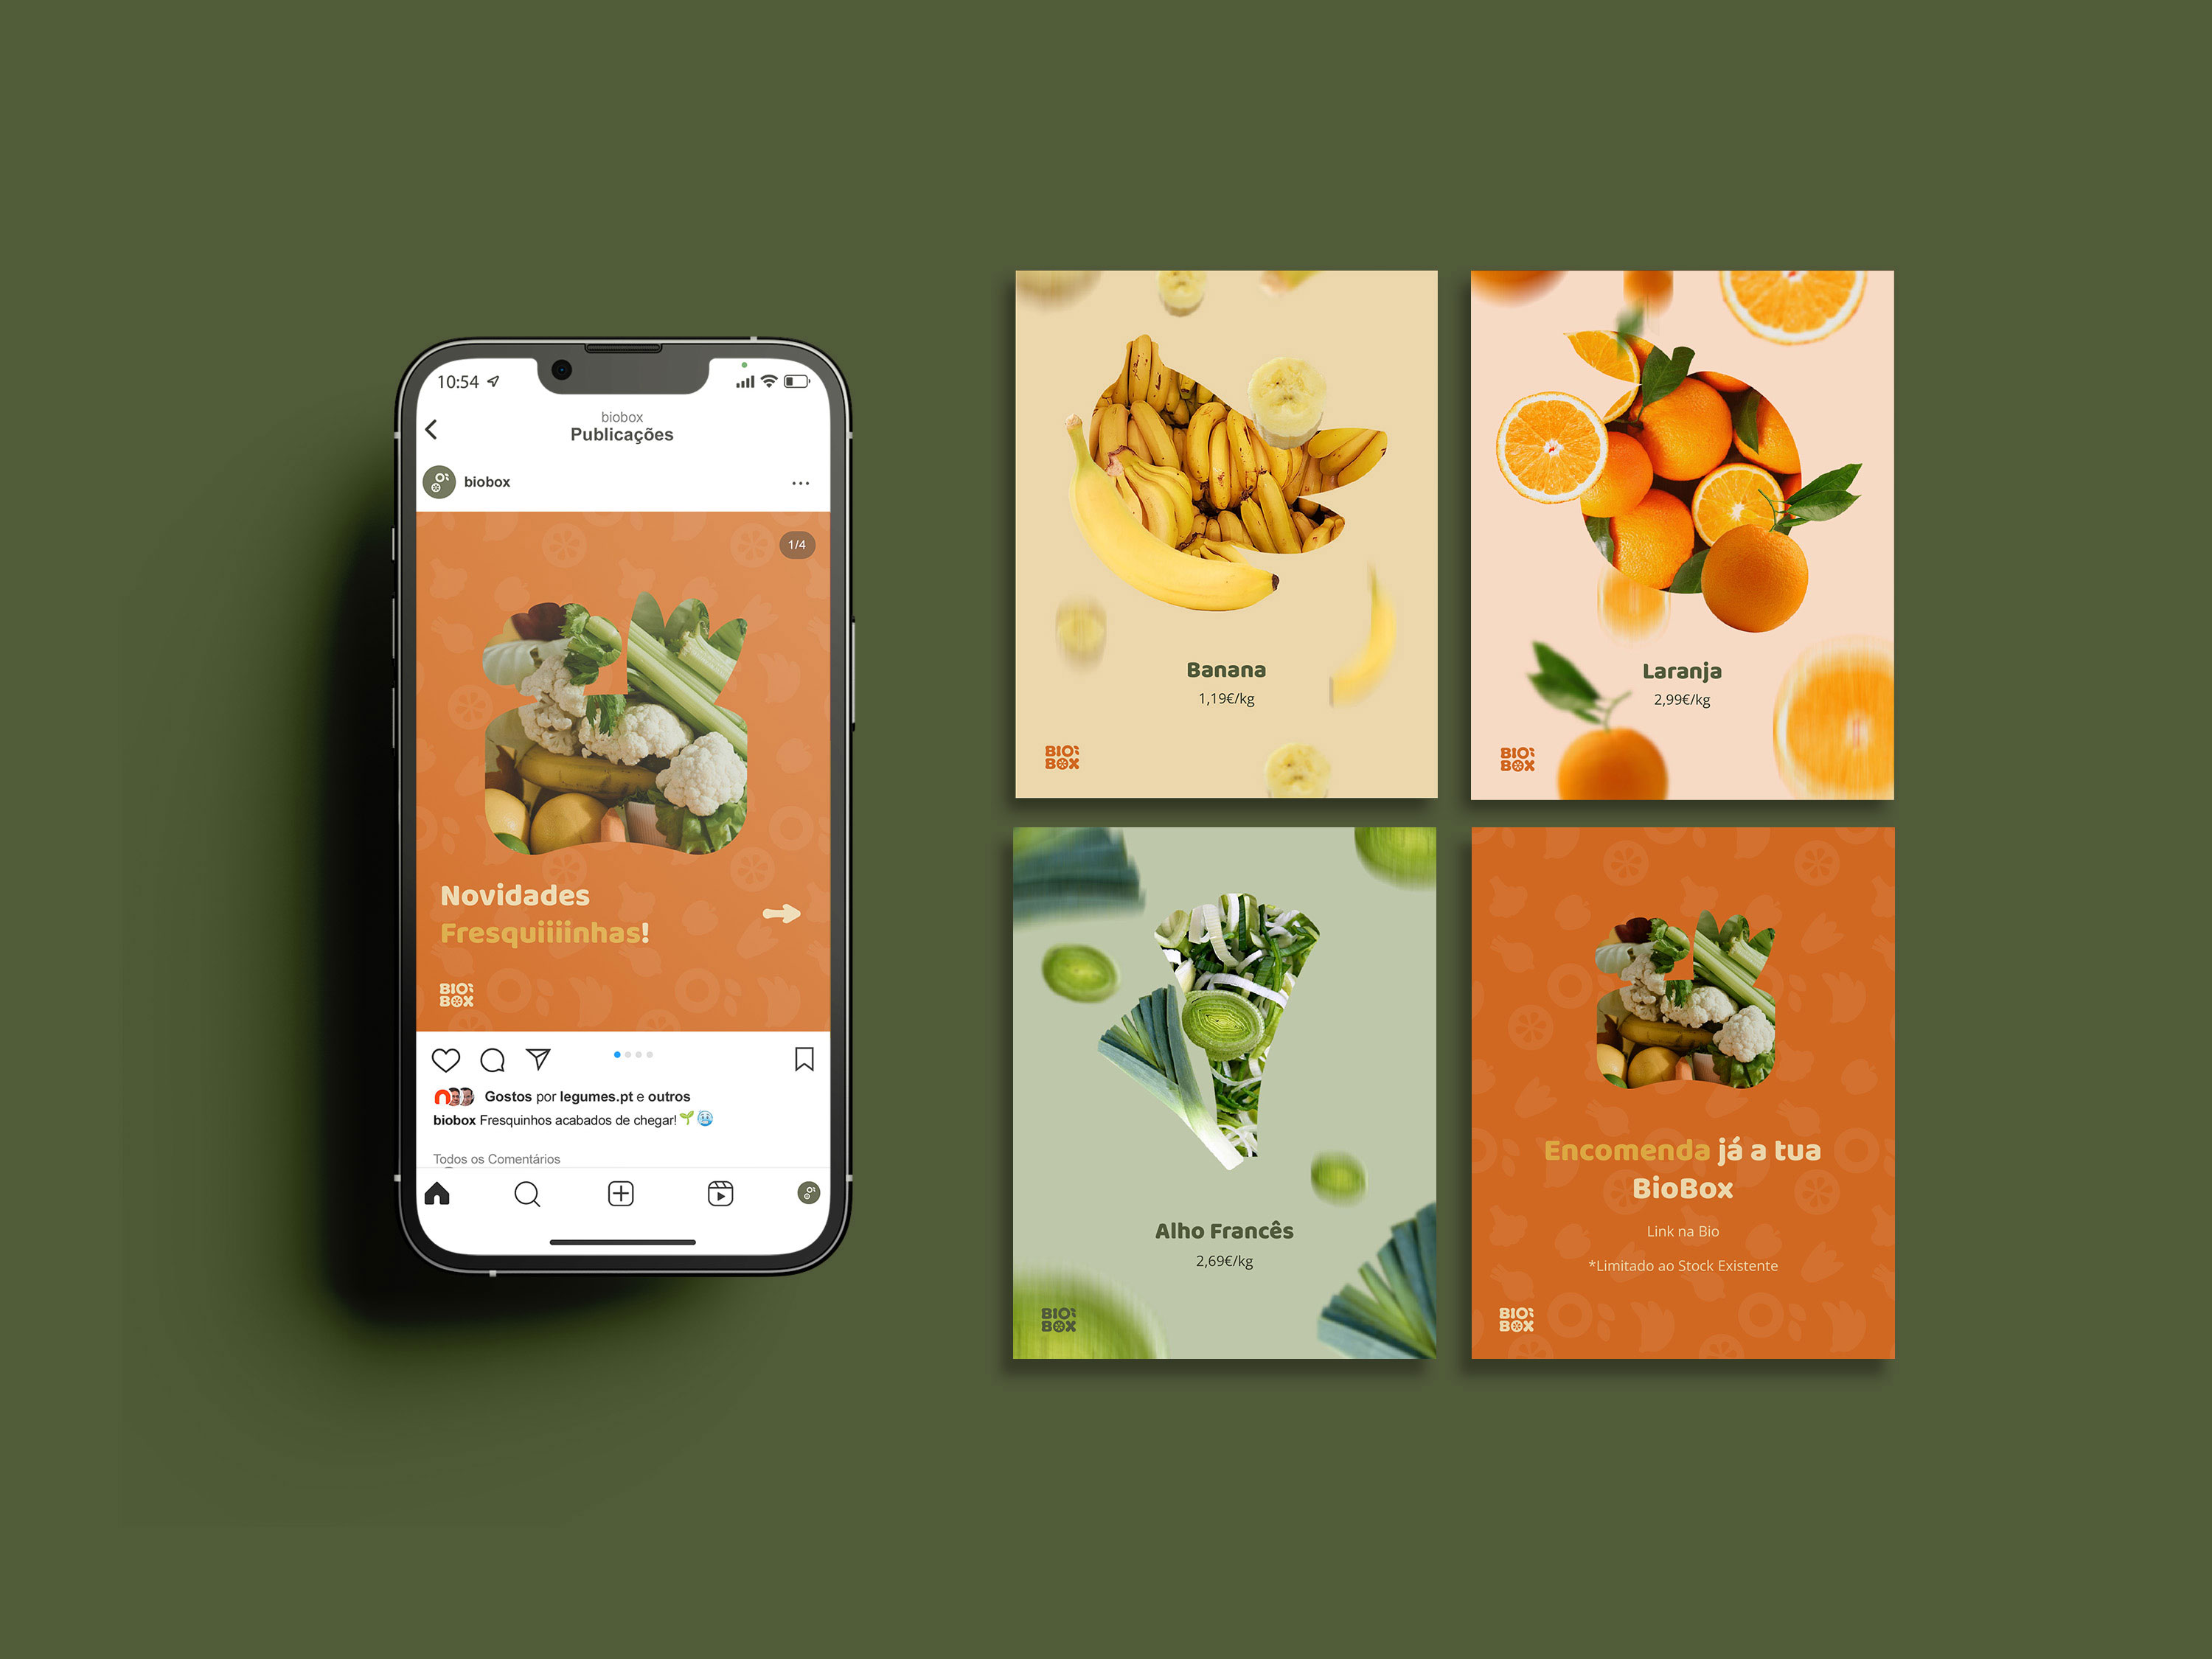 10:54
biobox
Publicações
biobox
1/4
Novidades
Fresquiiiinhas!
BIO
BOX
Gostos por legumes.pt e outros
biobox Fresquinhos acabados de chegar!🌱🥶
Todos os Comentários
Banana
1,19€/kg
BIO
BOX
Laranja
2,99€/kg
BIO
BOX
Alho Francês
2,69€/kg
BIO
BOX
Encomenda já a tua
BioBox
Link na Bio
*Limitado ao Stock Existente
BIO
BOX